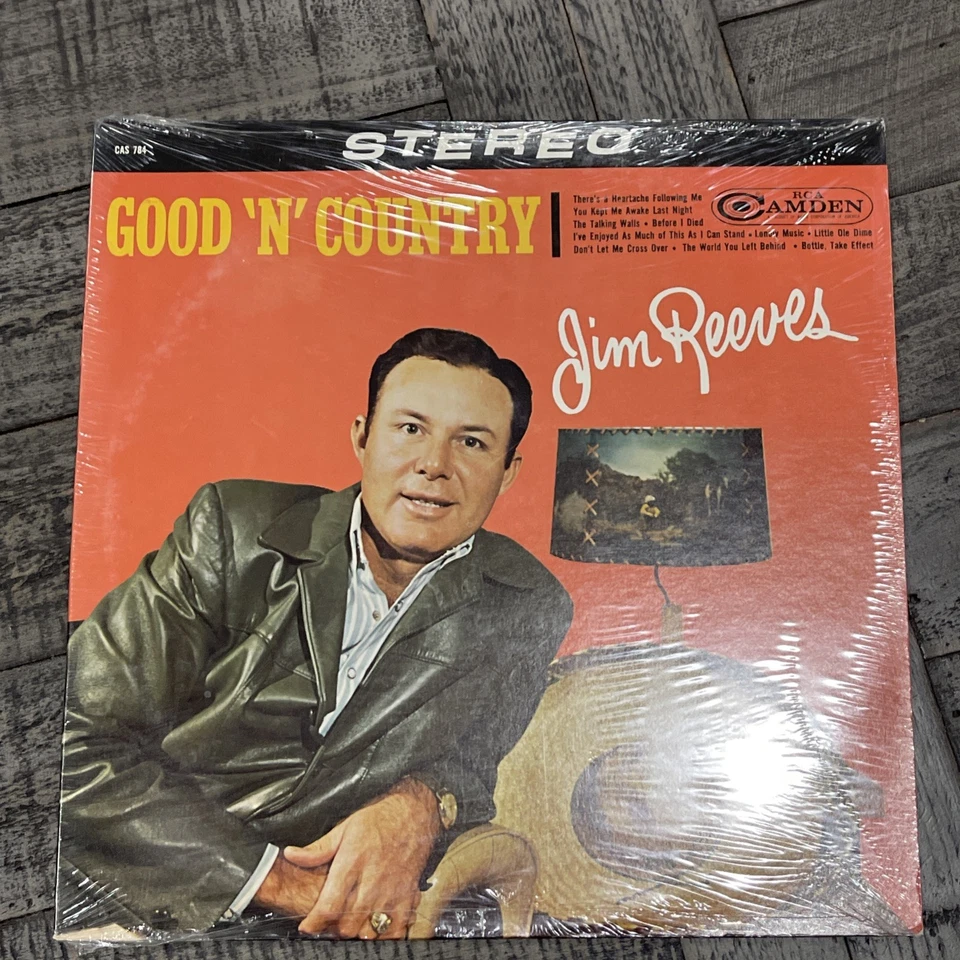 STEREO
CAS 784
GOOD 'N' COUNTRY
There's a Heartache Following Me
You Kept Me Awake Last Night
The Talking Walls • Before I Died
I've Enjoyed As Much of This As I Can Stand • Lonely Music • Little Ole Dime
Don't Let Me Cross Over • The World You Left Behind • Bottle, Take Effect
RCA
CAMDEN
Jim Reeves